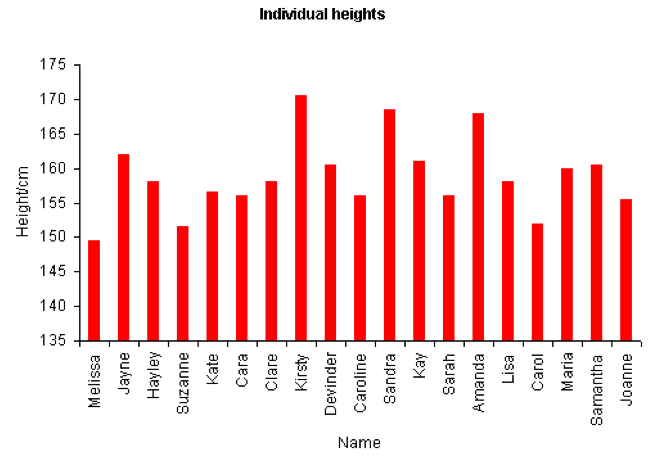 Individual heights
175
170
165
160
155
150
145
140
135
Height/cm
Melissa
Jayne
Hayley
Suzanne
Kate
Cara
Clare
Kirsty
Devinder
Caroline
Sandra
Kay
Sarah
Amanda
Lisa
Carol
Maria
Samantha
Joanne
Name